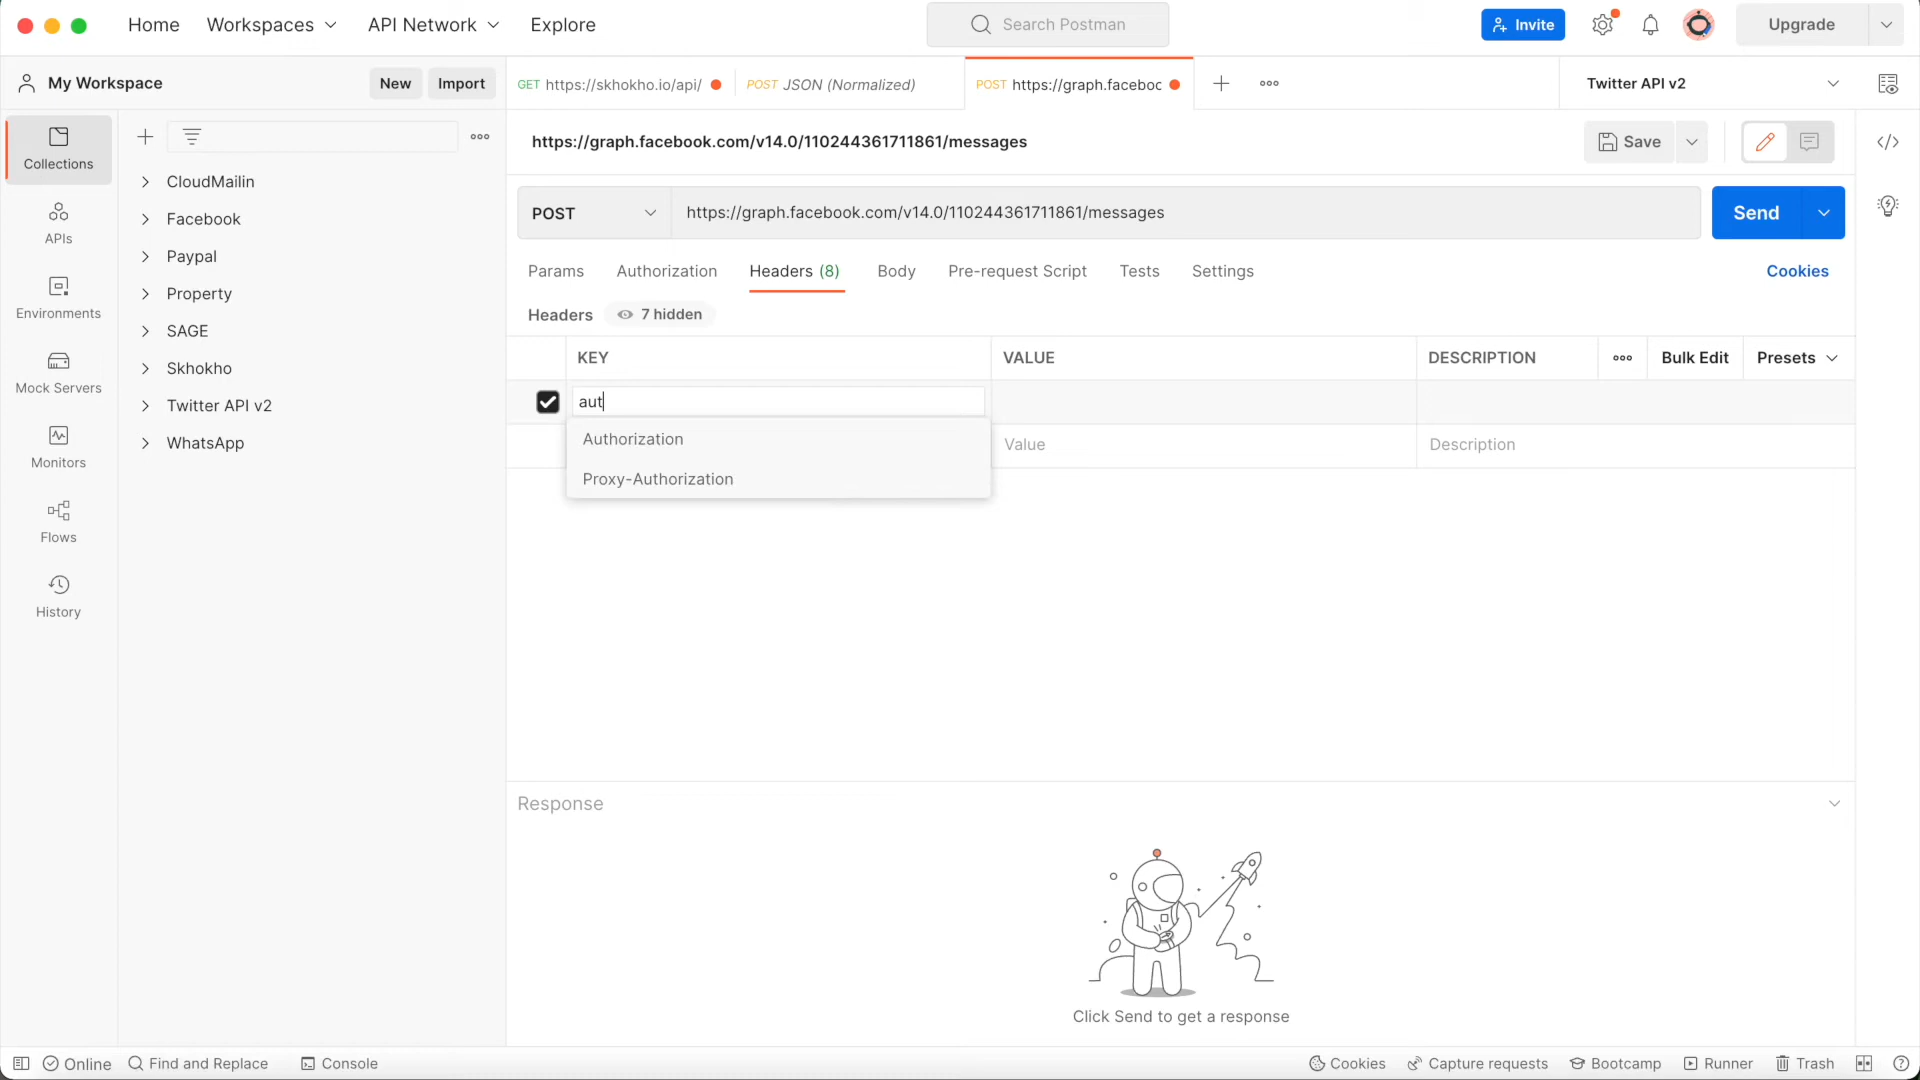 Home Workspaces API Network Explore Search Postman Invite Upgrade
My Workspace New Import GET https://skhokho.io/api/ POST JSON (Normalized) POST https://graph.faceboo Twitter API v2
https://graph.facebook.com/v14.0/110244361711861/messages Save
Collections
CloudMailin
Facebook
Paypal
Property
SAGE
Skhokho
Twitter API v2
WhatsApp
APIs
Environments
Mock Servers
Monitors
Flows
History
POST https://graph.facebook.com/v14.0/110244361711861/messages Send
Params Authorization Headers (8) Body Pre-request Script Tests Settings Cookies
Headers 7 hidden
KEY VALUE DESCRIPTION Bulk Edit Presets
aut
Authorization
Proxy-Authorization
Value Description
Response
Click Send to get a response
Online Find and Replace Console Cookies Capture requests Bootcamp Runner Trash